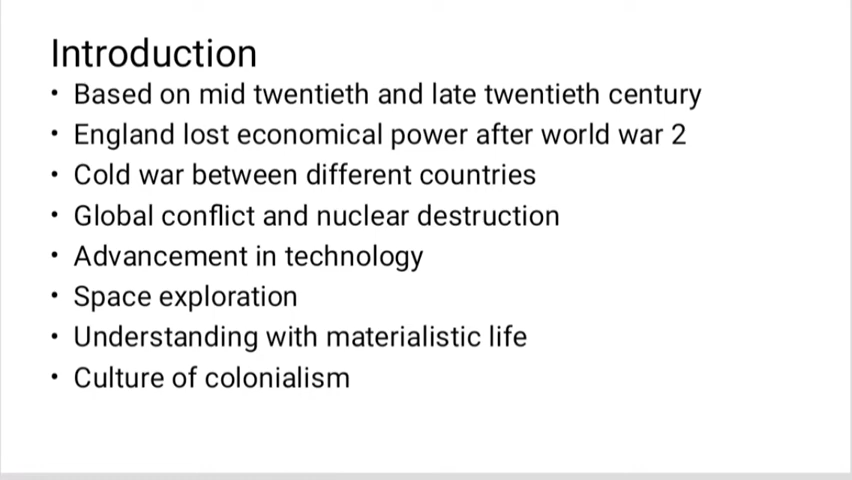 Introduction
• Based on mid twentieth and late twentieth century
• England lost economical power after world war 2
• Cold war between different countries
• Global conflict and nuclear destruction
• Advancement in technology
• Space exploration
• Understanding with materialistic life
• Culture of colonialism